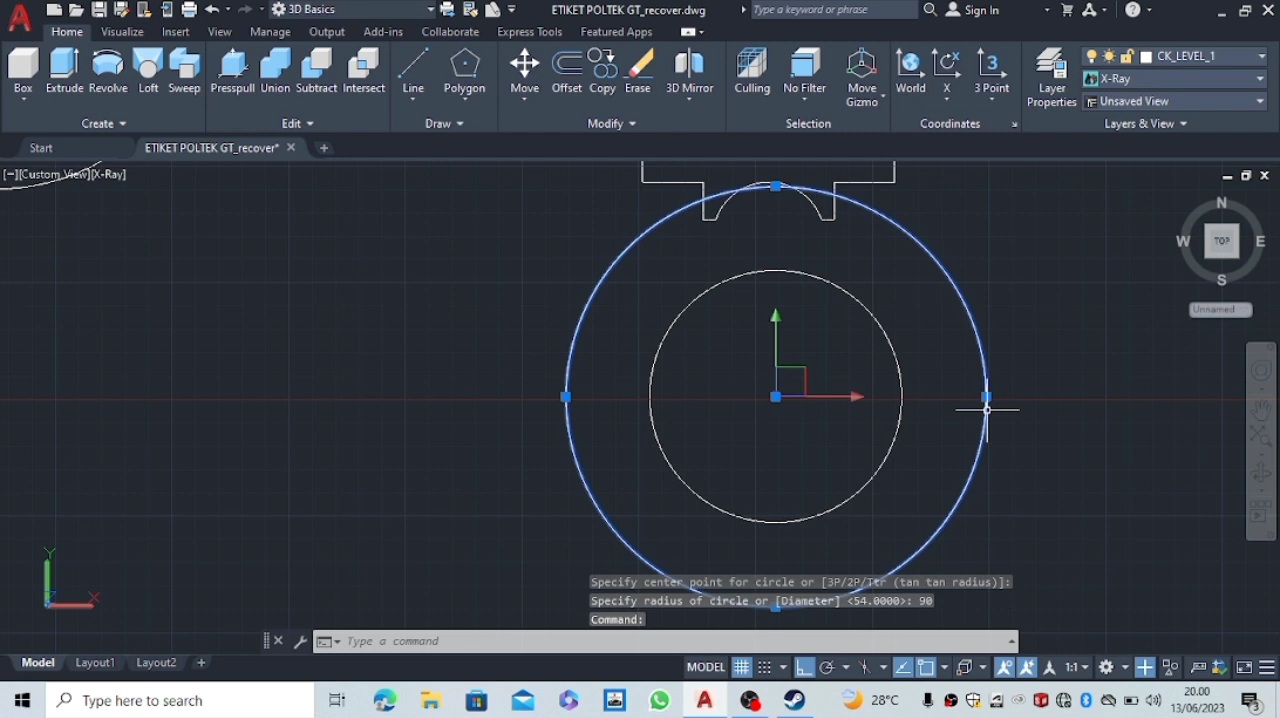 3D Basics
ETIKET POLTEK GT_recover.dwg
Type a keyword or phrase
Sign In
Home
Visualize
Insert
View
Manage
Output
Add-ins
Collaborate
Express Tools
Featured Apps
Box
Extrude
Revolve
Loft
Sweep
Presspull
Union
Subtract
Intersect
Line
Polygon
Move
Offset
Copy
Erase
3D Mirror
Culling
No Filter
Move Gizmo
World
X
3 Point
Layer Properties
CK_LEVEL_1
X-Ray
Unsaved View
Create
Edit
Draw
Modify
Selection
Coordinates
Layers & View
Start
ETIKET POLTEK GT_recover*
[−][Custom View][X-Ray]
N
W
TOP
E
S
Unnamed
Y
X
Z
Specify center point for circle or [3P/2P/Ttr (tan tan radius)]:
Specify radius of circle or [Diameter] <54.0000>: 90
Command:
Type a command
Model
Layout1
Layout2
MODEL
1:1
Type here to search
28°C
20.00
13/06/2023
3